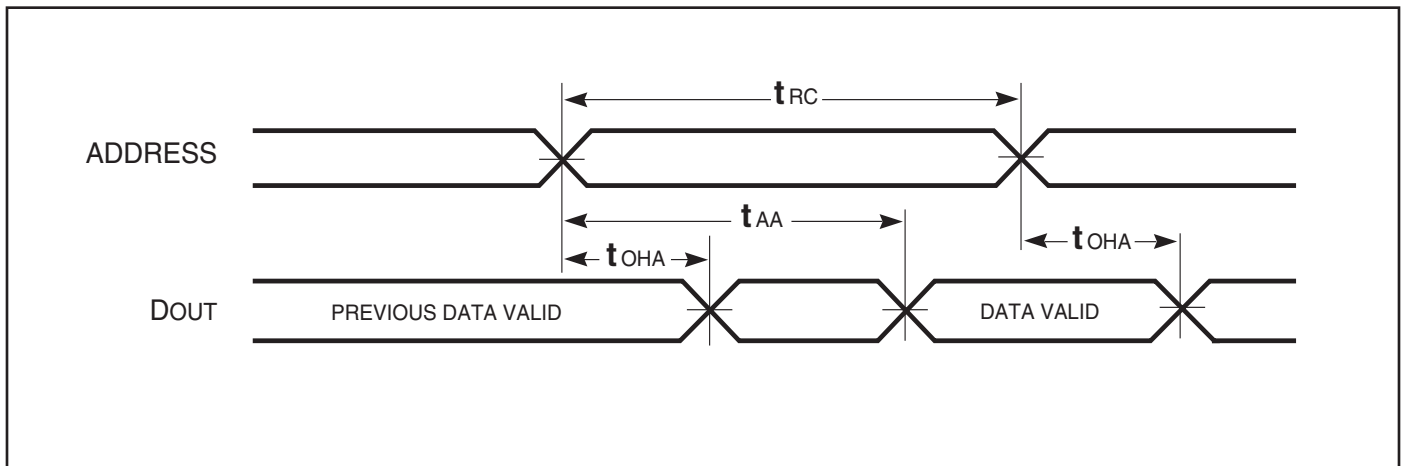 tRC
ADDRESS
tAA
tOHA
tOHA
DOUT
PREVIOUS DATA VALID
DATA VALID